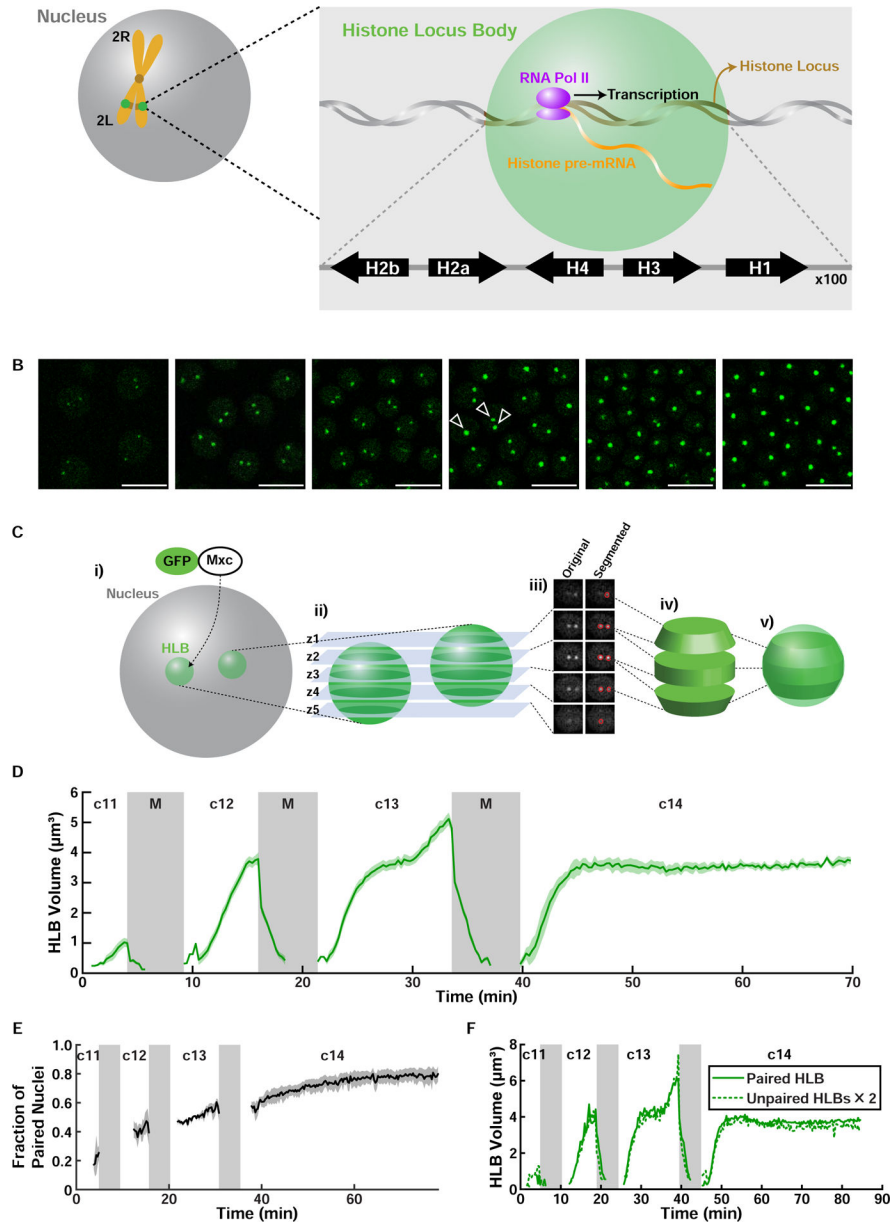 Nucleus
2R
2L
Histone Locus Body
RNA Pol II
Transcription
Histone Locus
Histone pre-mRNA
H2b H2a H4 H3 H1
x100
B
C
i)
GFP Mxc
Nucleus
HLB
ii)
z1
z2
z3
z4
z5
iii)
Original
Segmented
iv)
v)
D
HLB Volume (µm³)
6
5
4
3
2
1
0
c11 M c12 M c13 M c14
0 10 20 30 40 50 60 70
Time (min)
E
Fraction of
Paired Nuclei
1.0
0.8
0.6
0.4
0.2
0
c11 c12 c13 c14
0 20 40 60
Time (min)
F
HLB Volume (µm³)
8
6
4
2
0
c11 c12 c13 c14
Paired HLB
Unpaired HLBs × 2
0 10 20 30 40 50 60 70 80 90
Time (min)